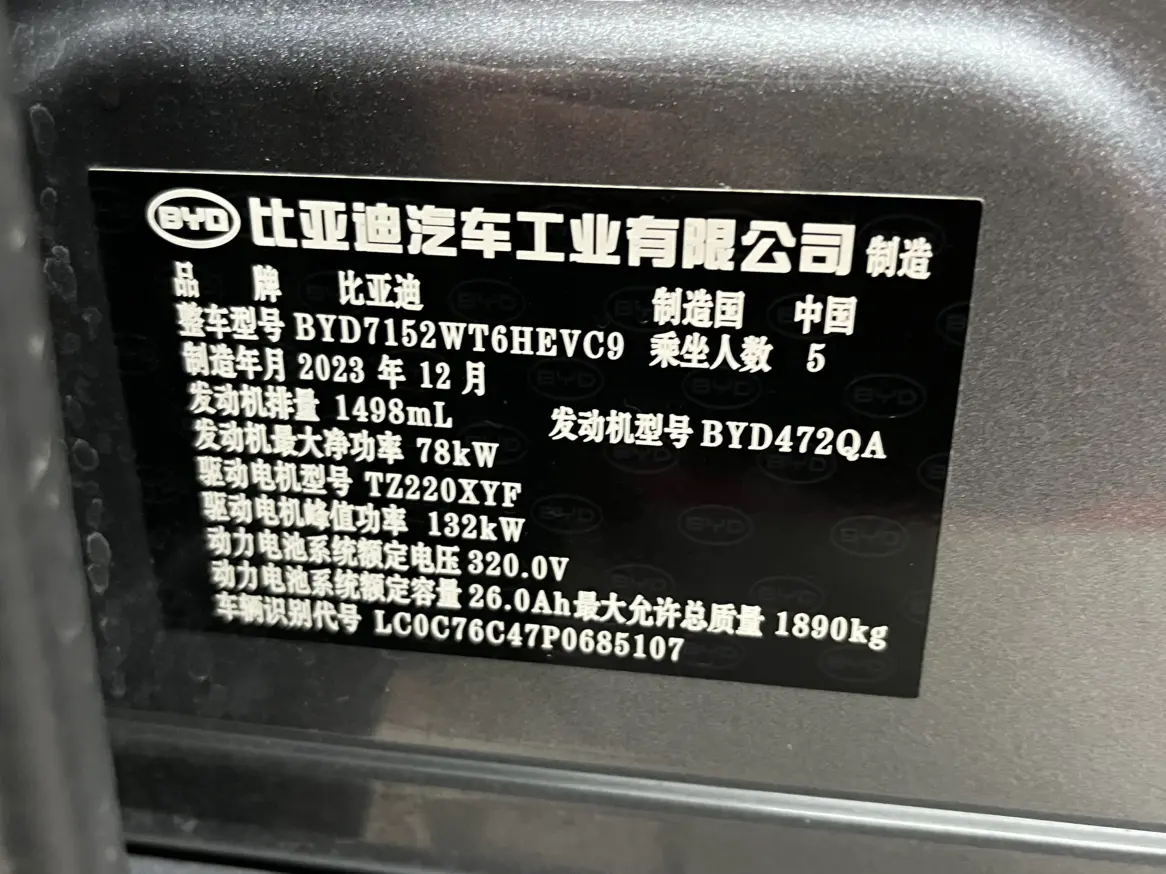 BYD 比亚迪汽车工业有限公司 制造
品 牌 比亚迪 制造国 中国
整车型号 BYD7152WT6HEVC9 乘坐人数 5
制造年月 2023 年 12 月
发动机排量 1498mL 发动机型号 BYD472QA
发动机最大净功率 78kW
驱动电机型号 TZ220XYF
驱动电机峰值功率 132kW
动力电池系统额定电压 320.0V
动力电池系统额定容量 26.0Ah 最大允许总质量 1890kg
车辆识别代号 LC0C76C47P0685107